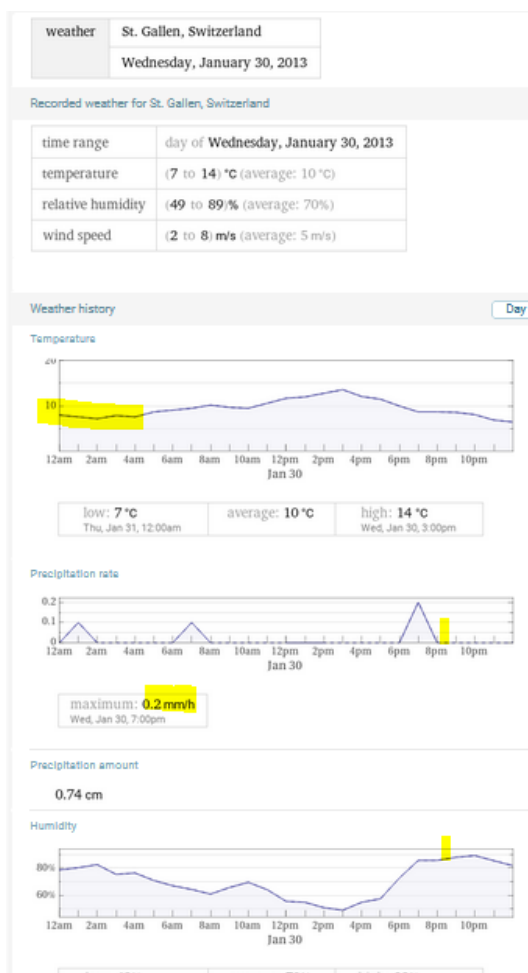 weather St. Gallen, Switzerland
Wednesday, January 30, 2013
Recorded weather for St. Gallen, Switzerland
time range day of Wednesday, January 30, 2013
temperature (7 to 14) °C (average: 10 °C)
relative humidity (49 to 89)% (average: 70%)
wind speed (2 to 8) m/s (average: 5 m/s)
Weather history Day
Temperature
20
10
12am 2am 4am 6am 8am 10am 12pm 2pm 4pm 6pm 8pm 10pm
Jan 30
low: 7 °C average: 10 °C high: 14 °C
Thu, Jan 31, 12:00am Wed, Jan 30, 3:00pm
Precipitation rate
0.2
0.1
0
12am 2am 4am 6am 8am 10am 12pm 2pm 4pm 6pm 8pm 10pm
Jan 30
maximum: 0.2 mm/h
Wed, Jan 30, 7:00pm
Precipitation amount
0.74 cm
Humidity
80%
60%
12am 2am 4am 6am 8am 10am 12pm 2pm 4pm 6pm 8pm 10pm
Jan 30